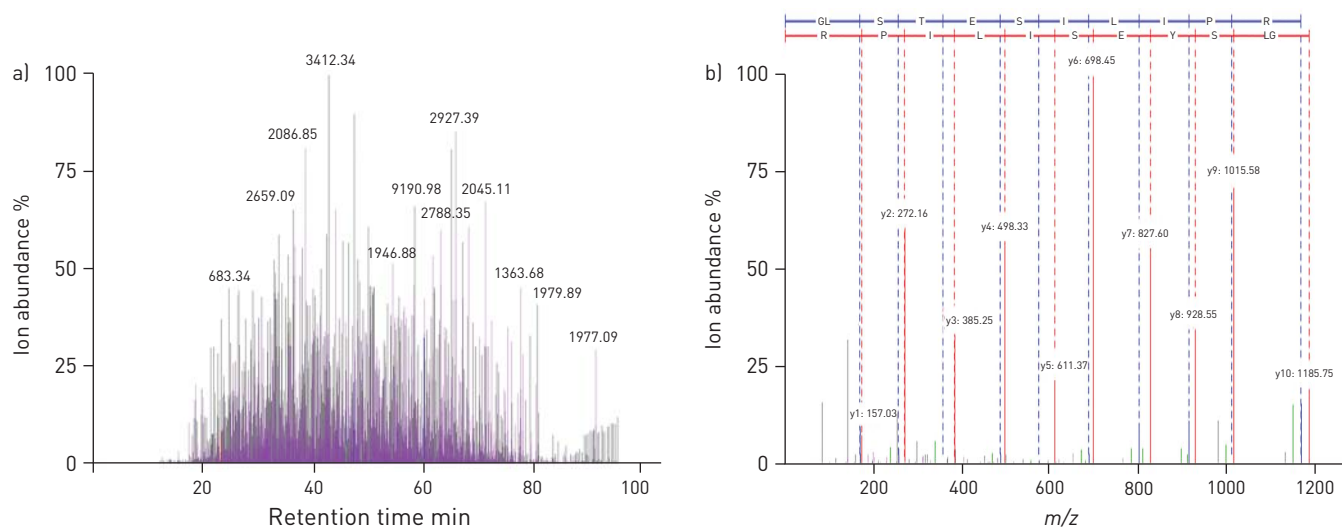 a)
Ion abundance %
100
75
50
25
0
3412.34
2086.85
2927.39
2659.09
9190.98
2045.11
2788.35
1946.88
683.34
1363.68
1979.89
1977.09
20
40
60
80
100
Retention time min
b)
GL S T E S I L I P R
R P I L I S E Y S LG
Ion abundance %
100
75
50
25
0
y6: 698.45
y9: 1015.58
y2: 272.16
y4: 498.33
y7: 827.60
y3: 385.25
y8: 928.55
y5: 611.37
y10: 1185.75
y1: 157.03
200
400
600
800
1000
1200
m/z